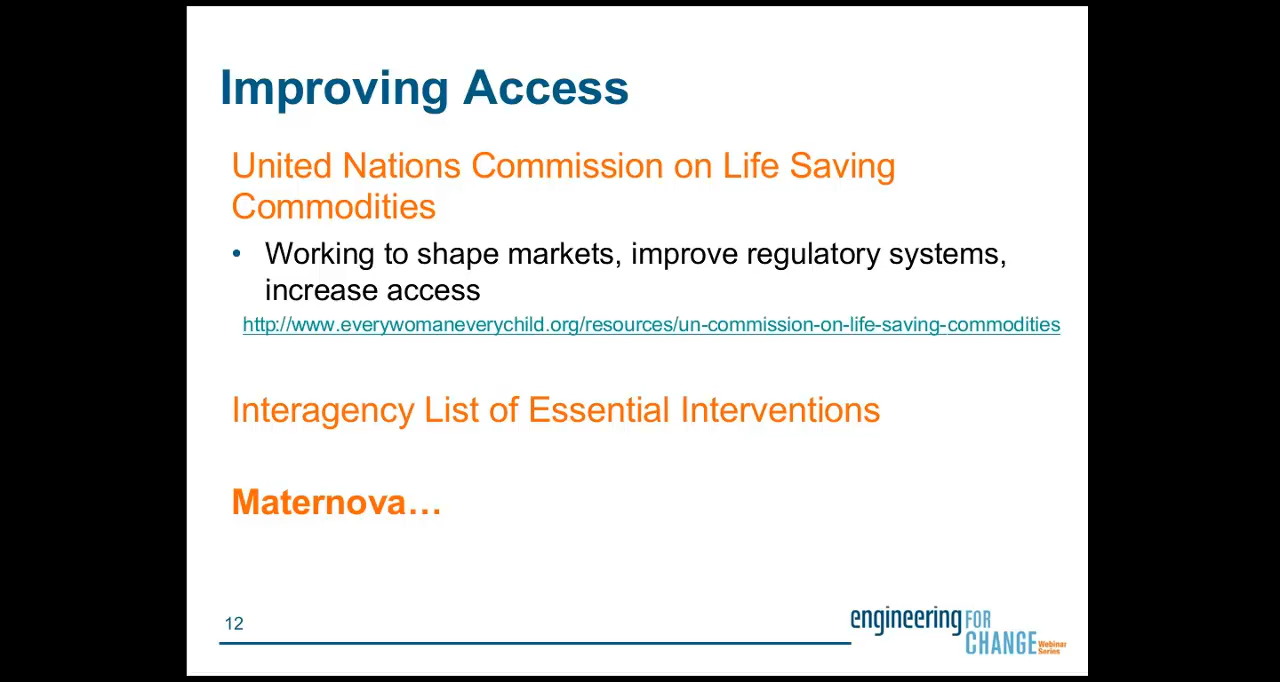 Improving Access
United Nations Commission on Life Saving
Commodities
• Working to shape markets, improve regulatory systems,
increase access
http://www.everywomaneverychild.org/resources/un-commission-on-life-saving-commodities
Interagency List of Essential Interventions
Maternova…
12
engineering FOR
CHANGE Webinar
Series